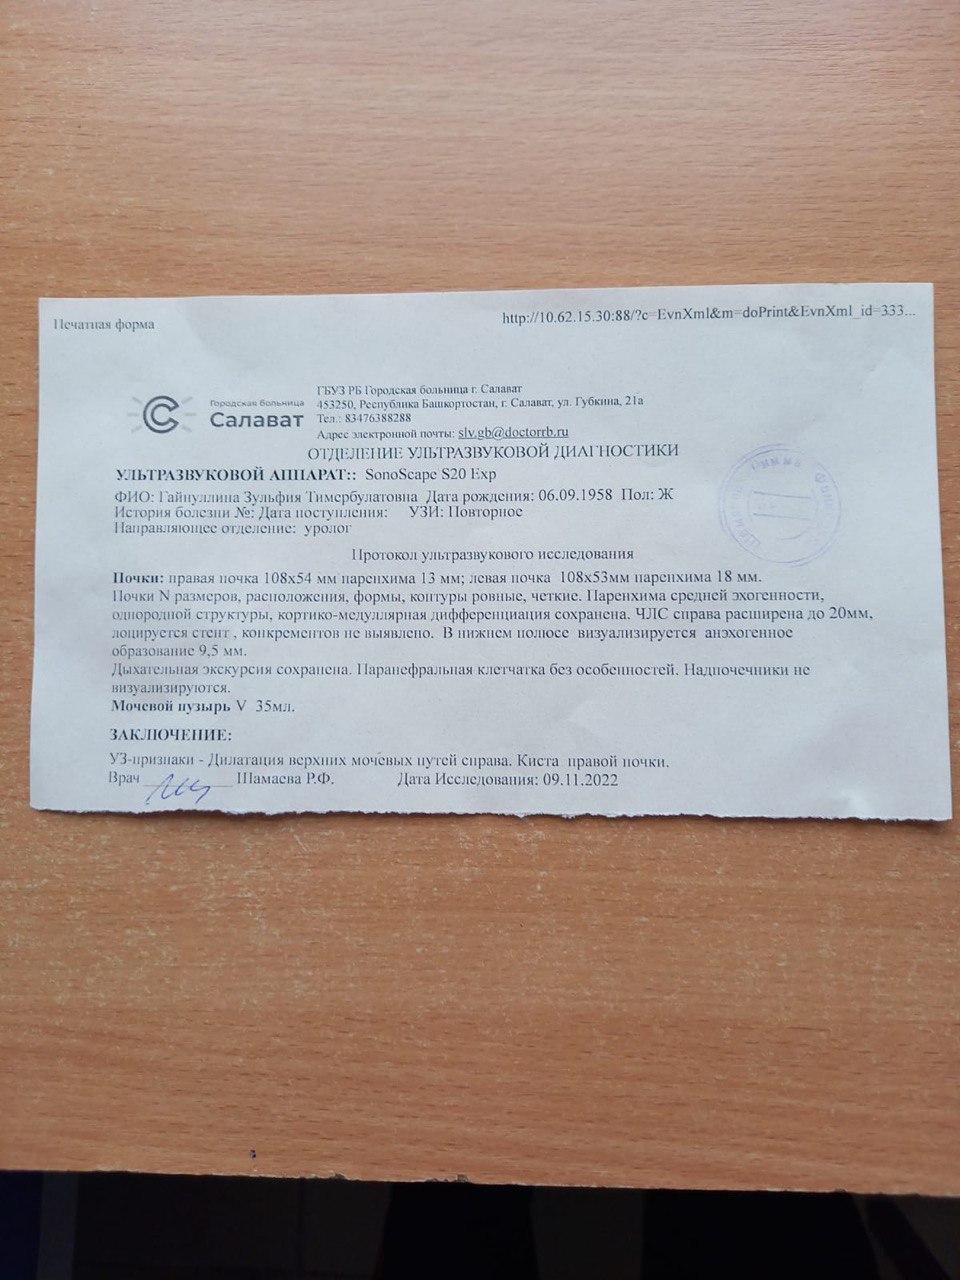 Печатная форма
http://10.62.15.30:88/?c=EvnXml&m=doPrint&EvnXml_id=333...
Городская больница
Салават
ГБУЗ РБ Городская больница г. Салават
453250, Республика Башкортостан, г. Салават, ул. Губкина, 21а
Тел.: 83476388288
Адрес электронной почты: slv.gb@doctorrb.ru
ОТДЕЛЕНИЕ УЛЬТРАЗВУКОВОЙ ДИАГНОСТИКИ
УЛЬТРАЗВУКОВОЙ АППАРАТ:: SonoScape S20 Exp
ФИО: Гайнуллина Зульфия Тимербулатовна Дата рождения: 06.09.1958 Пол: Ж
История болезни №: Дата поступления: УЗИ: Повторное
Направляющее отделение: уролог
Протокол ультразвукового исследования
Почки: правая почка 108х54 мм паренхима 13 мм; левая почка 108х53мм паренхима 18 мм.
Почки N размеров, расположения, формы, контуры ровные, четкие. Паренхима средней эхогенности,
однородной структуры, кортико-медуллярная дифференциация сохранена. ЧЛС справа расширена до 20мм,
лоцируется стент , конкрементов не выявлено. В нижнем полюсе визуализируется анэхогенное
образование 9,5 мм.
Дыхательная экскурсия сохранена. Паранефральная клетчатка без особенностей. Надпочечники не
визуализируются.
Мочевой пузырь V 35мл.
ЗАКЛЮЧЕНИЕ:
УЗ-признаки - Дилатация верхних мочевых путей справа. Киста правой почки.
Врач Шамаева Р.Ф. Дата Исследования: 09.11.2022